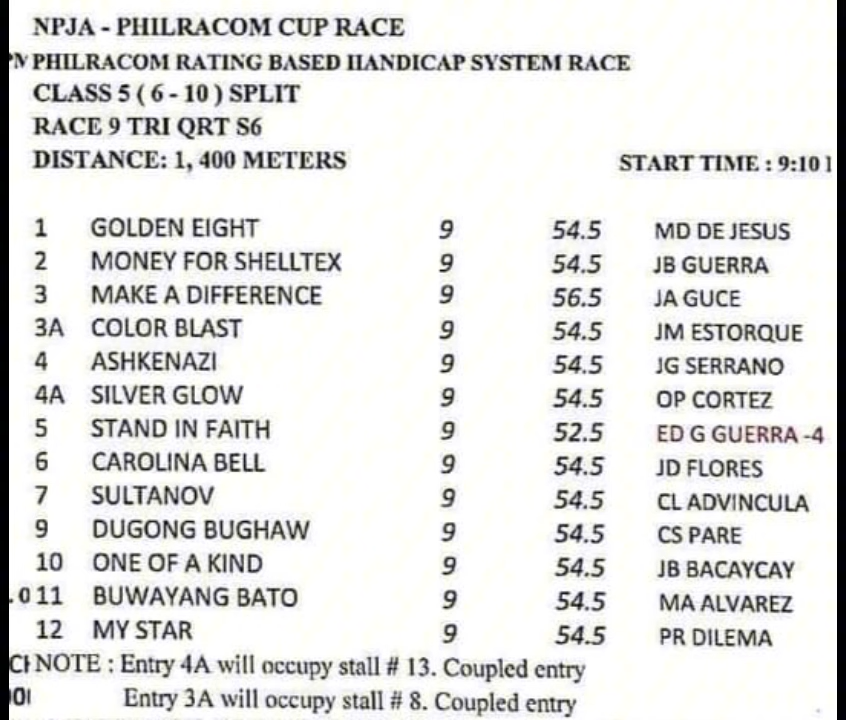 NPJA - PHILRACOM CUP RACE
PHILRACOM RATING BASED HANDICAP SYSTEM RACE
CLASS 5 ( 6 - 10 ) SPLIT
RACE 9 TRI QRT S6
DISTANCE: 1, 400 METERS START TIME : 9:10
1 GOLDEN EIGHT 9 54.5 MD DE JESUS
2 MONEY FOR SHELLTEX 9 54.5 JB GUERRA
3 MAKE A DIFFERENCE 9 56.5 JA GUCE
3A COLOR BLAST 9 54.5 JM ESTORQUE
4 ASHKENAZI 9 54.5 JG SERRANO
4A SILVER GLOW 9 54.5 OP CORTEZ
5 STAND IN FAITH 9 52.5 ED G GUERRA -4
6 CAROLINA BELL 9 54.5 JD FLORES
7 SULTANOV 9 54.5 CL ADVINCULA
9 DUGONG BUGHAW 9 54.5 CS PARE
10 ONE OF A KIND 9 54.5 JB BACAYCAY
11 BUWAYANG BATO 9 54.5 MA ALVAREZ
12 MY STAR 9 54.5 PR DILEMA
NOTE : Entry 4A will occupy stall # 13. Coupled entry
Entry 3A will occupy stall # 8. Coupled entry